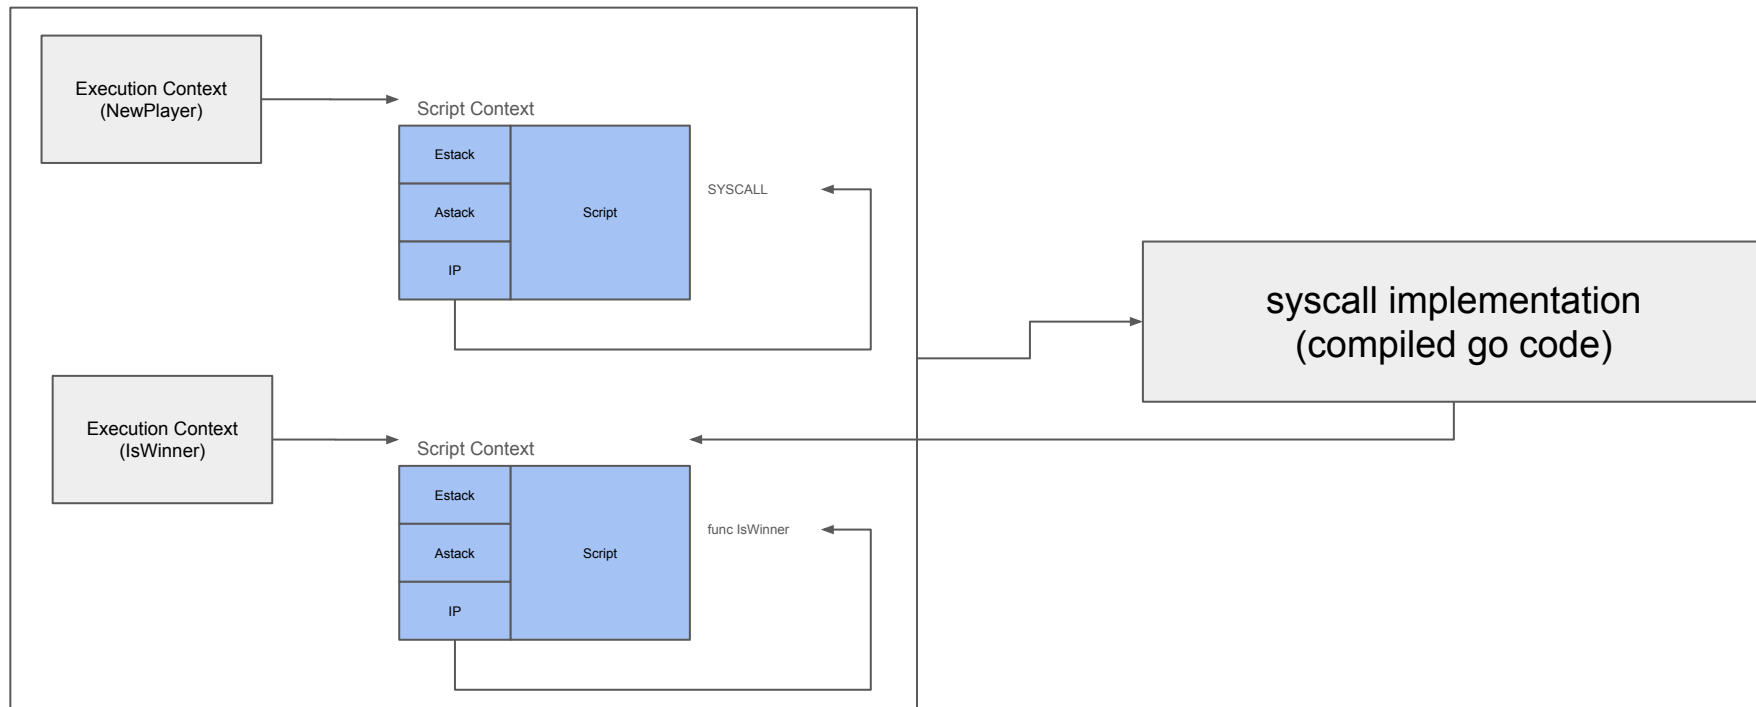 Execution Context
(NewPlayer)
Script Context
Estack
Astack
IP
Script
SYSCALL
syscall implementation
(compiled go code)
Execution Context
(IsWinner)
Script Context
Estack
Astack
IP
Script
func IsWinner